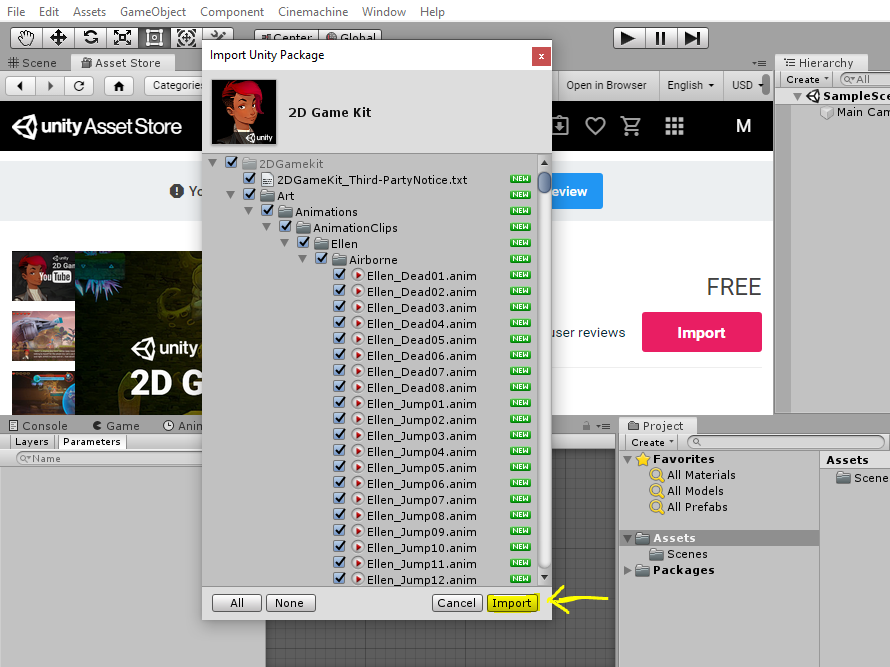 File Edit Assets GameObject Component Cinemachine Window Help
Center Global
Scene Asset Store
Categories
Open in Browser English USD
unity Asset Store
M
Yo
eview
FREE
user reviews
Import
unity
YouTube
unity
2D G
Import Unity Package
x
unity
2D Game Kit
2DGamekit
2DGameKit_Third-PartyNotice.txt NEW
Art NEW
Animations NEW
AnimationClips NEW
Ellen NEW
Airborne NEW
Ellen_Dead01.anim NEW
Ellen_Dead02.anim NEW
Ellen_Dead03.anim NEW
Ellen_Dead04.anim NEW
Ellen_Dead05.anim NEW
Ellen_Dead06.anim NEW
Ellen_Dead07.anim NEW
Ellen_Dead08.anim NEW
Ellen_Jump01.anim NEW
Ellen_Jump02.anim NEW
Ellen_Jump03.anim NEW
Ellen_Jump04.anim NEW
Ellen_Jump05.anim NEW
Ellen_Jump06.anim NEW
Ellen_Jump07.anim NEW
Ellen_Jump08.anim NEW
Ellen_Jump09.anim NEW
Ellen_Jump10.anim NEW
Ellen_Jump11.anim NEW
Ellen_Jump12.anim NEW
All None Cancel Import
Hierarchy
Create All
SampleSce
Main Cam
Console Game Anim
Layers Parameters
Name
Project
Create
Favorites
All Materials
All Models
All Prefabs
Assets
Scenes
Packages
Assets
Scene